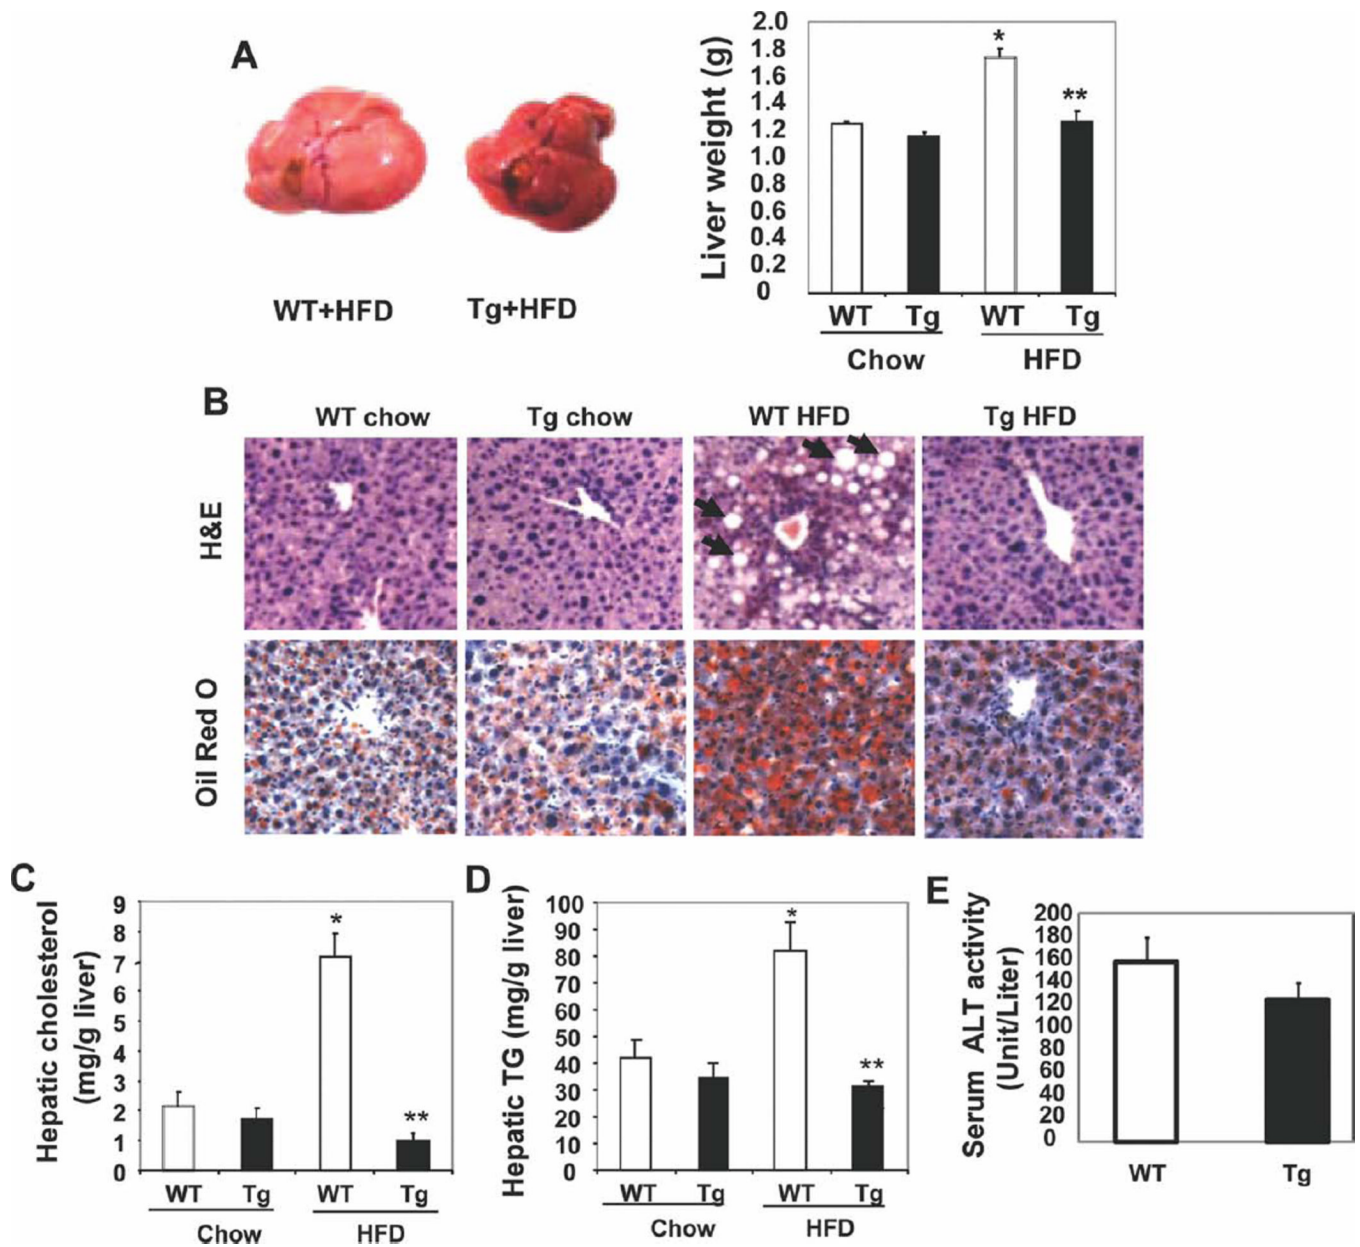 A
WT+HFD
Tg+HFD
Liver weight (g)
2.0
1.8
1.6
1.4
1.2
1.0
0.8
0.6
0.4
0.2
0
*
**
WT Tg WT Tg
Chow HFD
B
WT chow Tg chow WT HFD Tg HFD
H&E
Oil Red O
C
Hepatic cholesterol
(mg/g liver)
9
8
7
6
5
4
3
2
1
0
*
**
WT Tg WT Tg
Chow HFD
D
Hepatic TG (mg/g liver)
100
90
80
70
60
50
40
30
20
10
0
*
**
WT Tg WT Tg
Chow HFD
E
Serum ALT activity
(Unit/Liter)
200
180
160
140
120
100
80
60
40
20
0
WT Tg